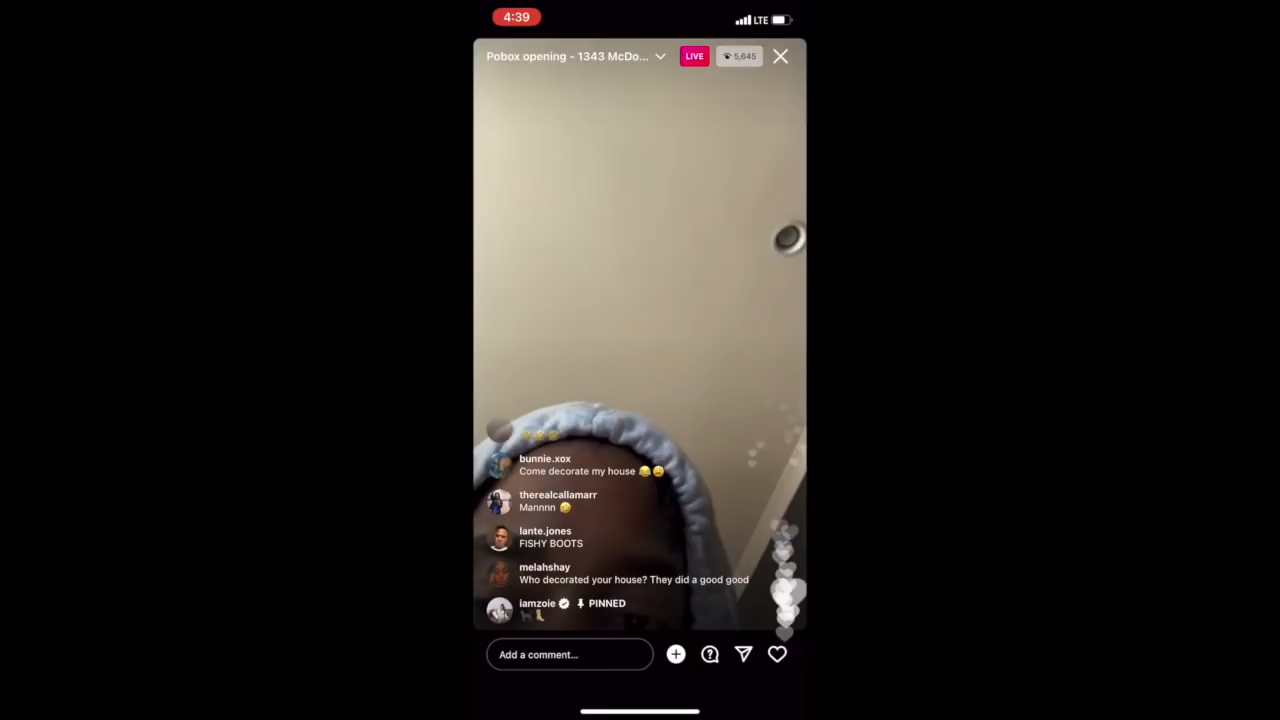 4:39
LTE
Pobox opening - 1343 McDo...
LIVE
5,645
bunnie.xox
Come decorate my house 😂😩
therealcallamarr
Mannnn 🤣
lante.jones
FISHY BOOTS
melahshay
Who decorated your house? They did a good good
iamzoie PINNED
Add a comment...